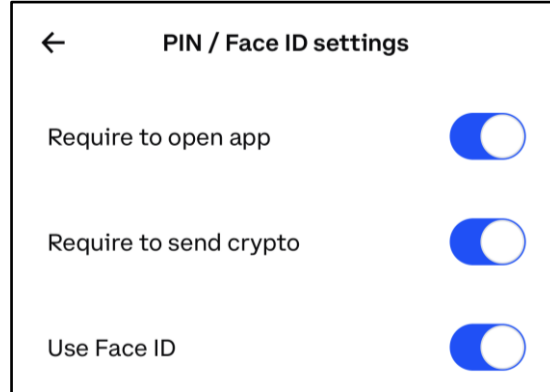 PIN / Face ID settings
Require to open app
Require to send crypto
Use Face ID